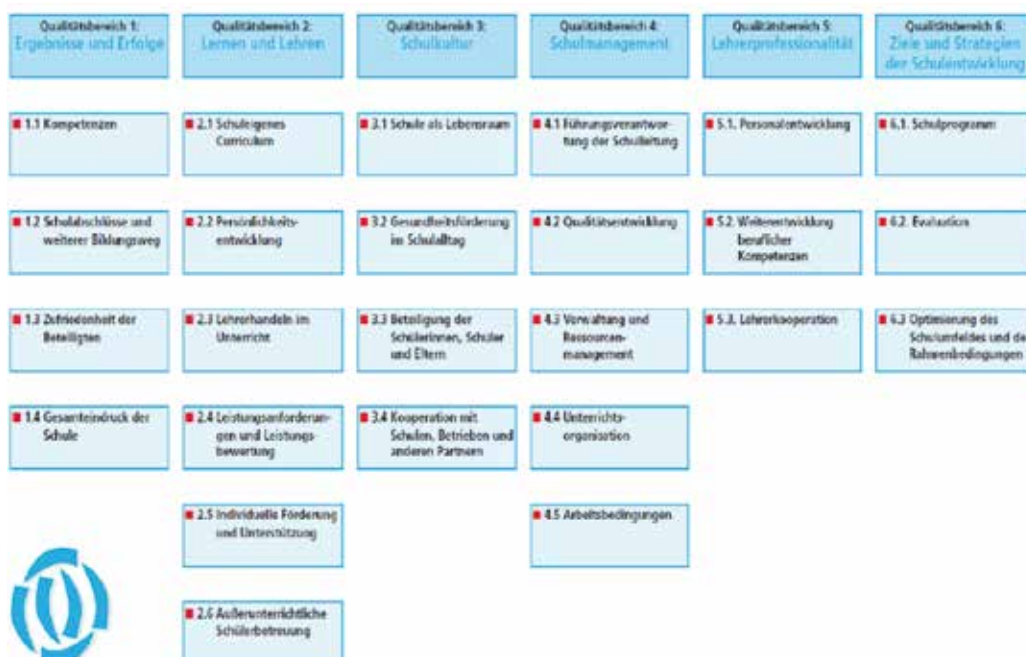 Qualitätsbereich 1:
Ergebnisse und Erfolge
1.1 Kompetenzen
1.2 Schulabschlüsse und
weiterer Bildungsweg
1.3 Zufriedenheit der
Beteiligten
1.4 Gesamteindruck der
Schule
Qualitätsbereich 2:
Lernen und Lehren
2.1 Schuleigenes
Curriculum
2.2 Persönlichkeits-
entwicklung
2.3 Lehrerhandeln im
Unterricht
2.4 Leistungsanforderun-
gen und Leistungs-
bewertung
2.5 Individuelle Förderung
und Unterstützung
2.6 Außerunterrichtliche
Schülerbetreuung
Qualitätsbereich 3:
Schulkultur
3.1 Schule als Lebensraum
3.2 Gesundheitsförderung
im Schulalltag
3.3 Beteiligung der
Schülerinnen, Schüler
und Eltern
3.4 Kooperation mit
Schulen, Betrieben und
anderen Partnern
Qualitätsbereich 4:
Schulmanagement
4.1 Führungsverantwor-
tung der Schulleitung
4.2 Qualitätsentwicklung
4.3 Verwaltung und
Ressourcen-
management
4.4 Unterrichts-
organisation
4.5 Arbeitsbedingungen
Qualitätsbereich 5:
Lehrerprofessionalität
5.1. Personalentwicklung
5.2. Weiterentwicklung
beruflicher
Kompetenzen
5.3. Lehrerkooperation
Qualitätsbereich 6:
Ziele und Strategien
der Schulentwicklung
6.1. Schulprogramm
6.2. Evaluation
6.3 Optimierung des
Schulumfeldes und de
Rahmenbedingungen